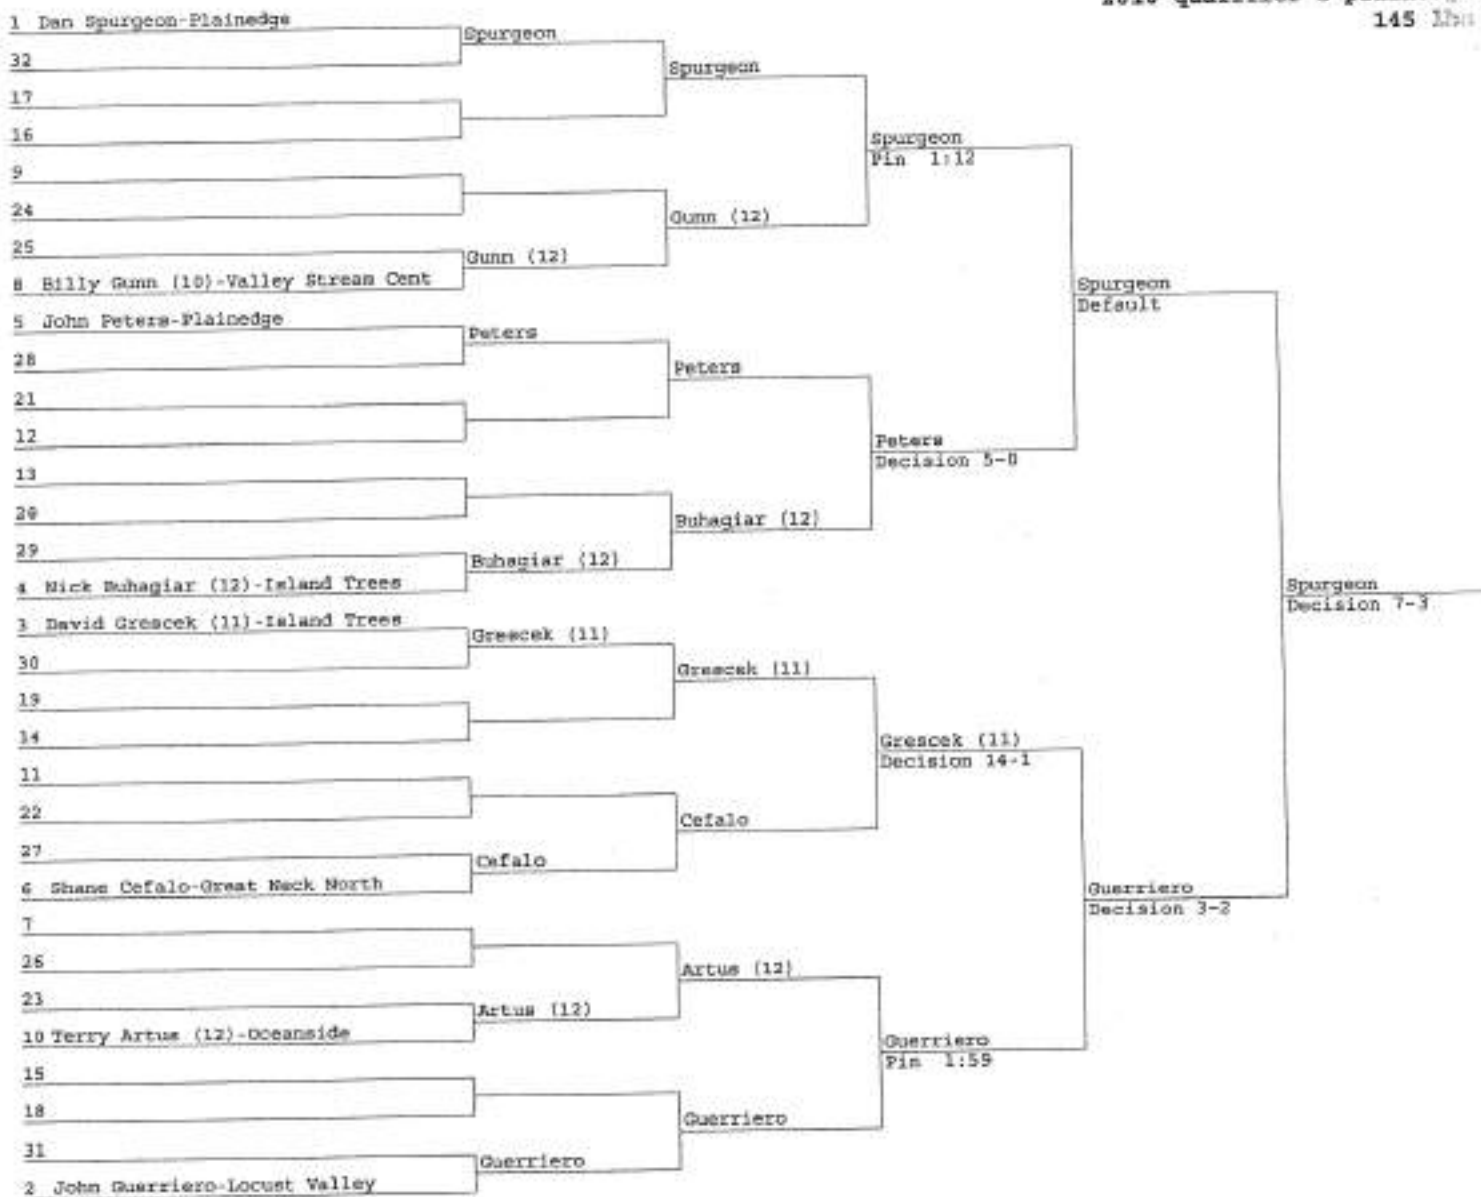 145
1 Dan Spurgeon-Plainedge
Spurgeon
32
Spurgeon
17
16
Spurgeon
Pin 1:12
9
24
Gunn (12)
25
Gunn (12)
8 Billy Gunn (10)-Valley Stream Cent
Spurgeon
Default
5 John Peters-Plainedge
Peters
28
Peters
21
12
Peters
Decision 5-0
13
20
Buhagiar (12)
29
Buhagiar (12)
4 Nick Buhagiar (12)-Island Trees
Spurgeon
Decision 7-3
3 David Grescek (11)-Island Trees
Grescek (11)
30
Grescek (11)
19
14
Grescek (11)
Decision 14-1
11
22
Cefalo
27
Cefalo
6 Shane Cefalo-Great Neck North
Guerriero
Decision 3-2
7
26
Artus (12)
23
Artus (12)
10 Terry Artus (12)-Oceanside
Guerriero
Pin 1:59
15
18
Guerriero
31
Guerriero
2 John Guerriero-Locust Valley